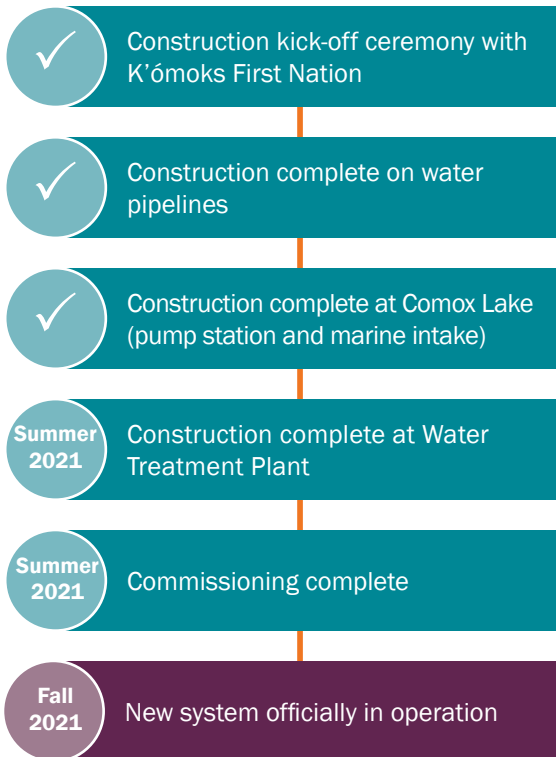 Construction kick-off ceremony with
K’ómoks First Nation
Construction complete on water
pipelines
Construction complete at Comox Lake
(pump station and marine intake)
Summer
2021
Construction complete at Water
Treatment Plant
Summer
2021
Commissioning complete
Fall
2021
New system officially in operation